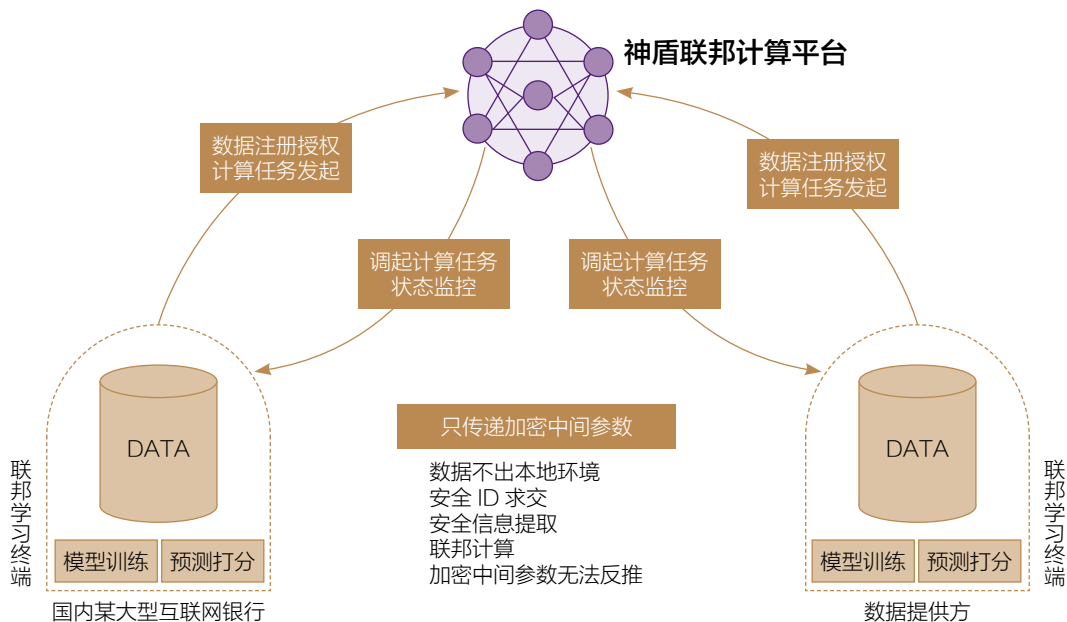 神盾联邦计算平台
数据注册授权
计算任务发起
数据注册授权
计算任务发起
调起计算任务
状态监控
调起计算任务
状态监控
联邦学习终端
DATA
模型训练
预测打分
国内某大型互联网银行
只传递加密中间参数
数据不出本地环境
安全 ID 求交
安全信息提取
联邦计算
加密中间参数无法反推
DATA
模型训练
预测打分
联邦学习终端
数据提供方